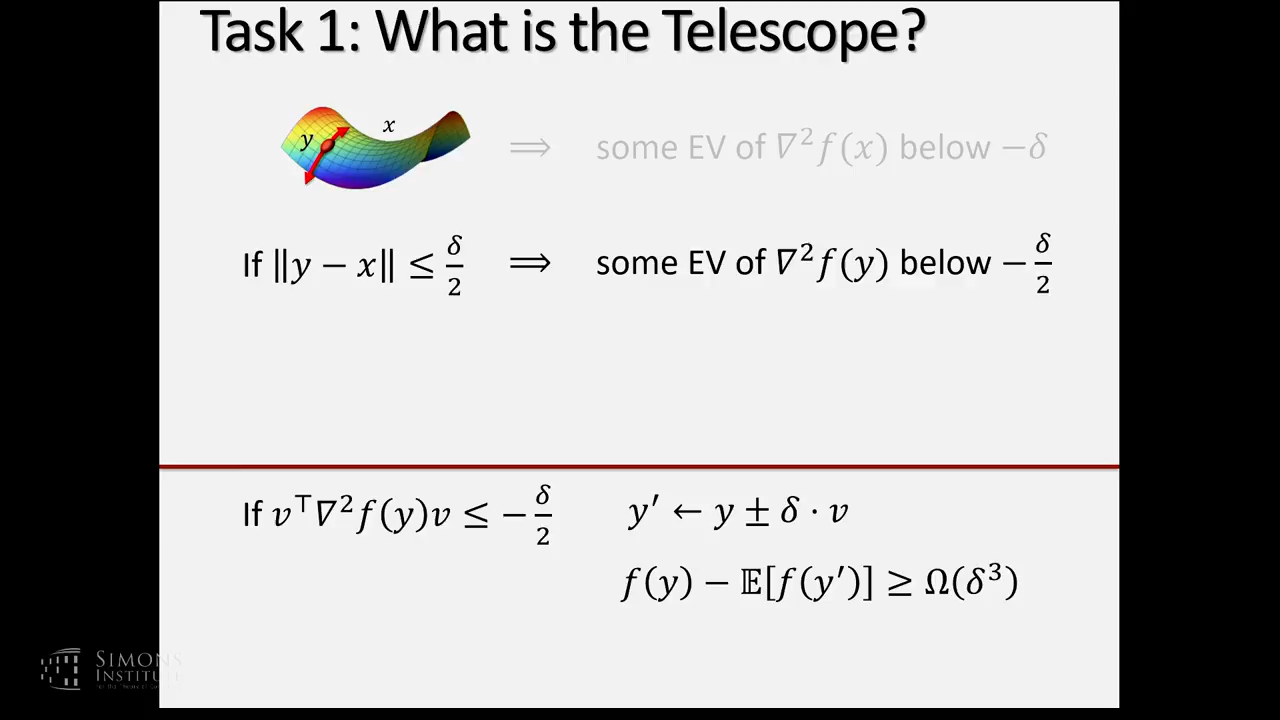 Task 1: What is the Telescope?
y x ⟹ some EV of ∇²f(x) below −δ
If ‖y − x‖ ≤ δ/2 ⟹ some EV of ∇²f(y) below − δ/2
If v⊤∇²f(y)v ≤ − δ/2 y′ ← y ± δ · v
f(y) − 𝔼[f(y′)] ≥ Ω(δ³)
SIMONS
INSTITUTE